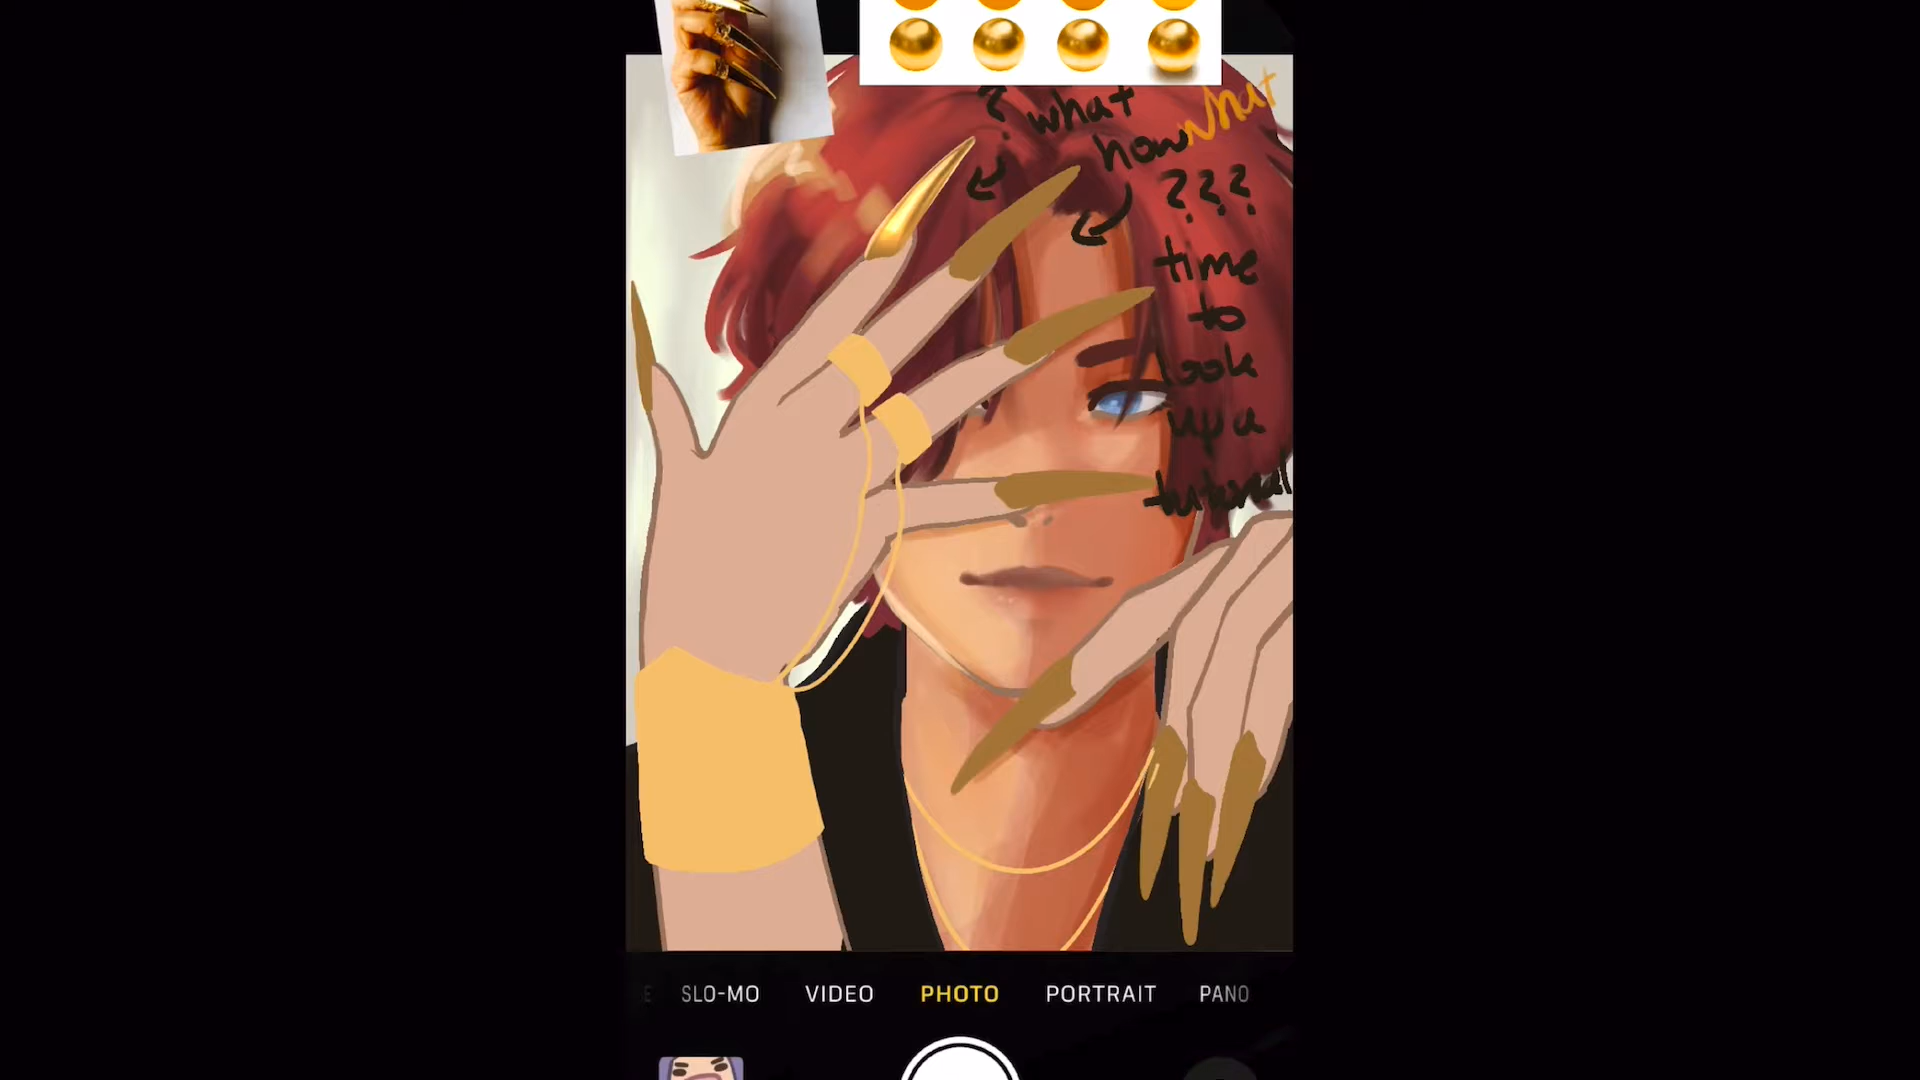 ? what what
how
???
time
to
look
up a
tutorial
SLO-MO VIDEO PHOTO PORTRAIT PANO